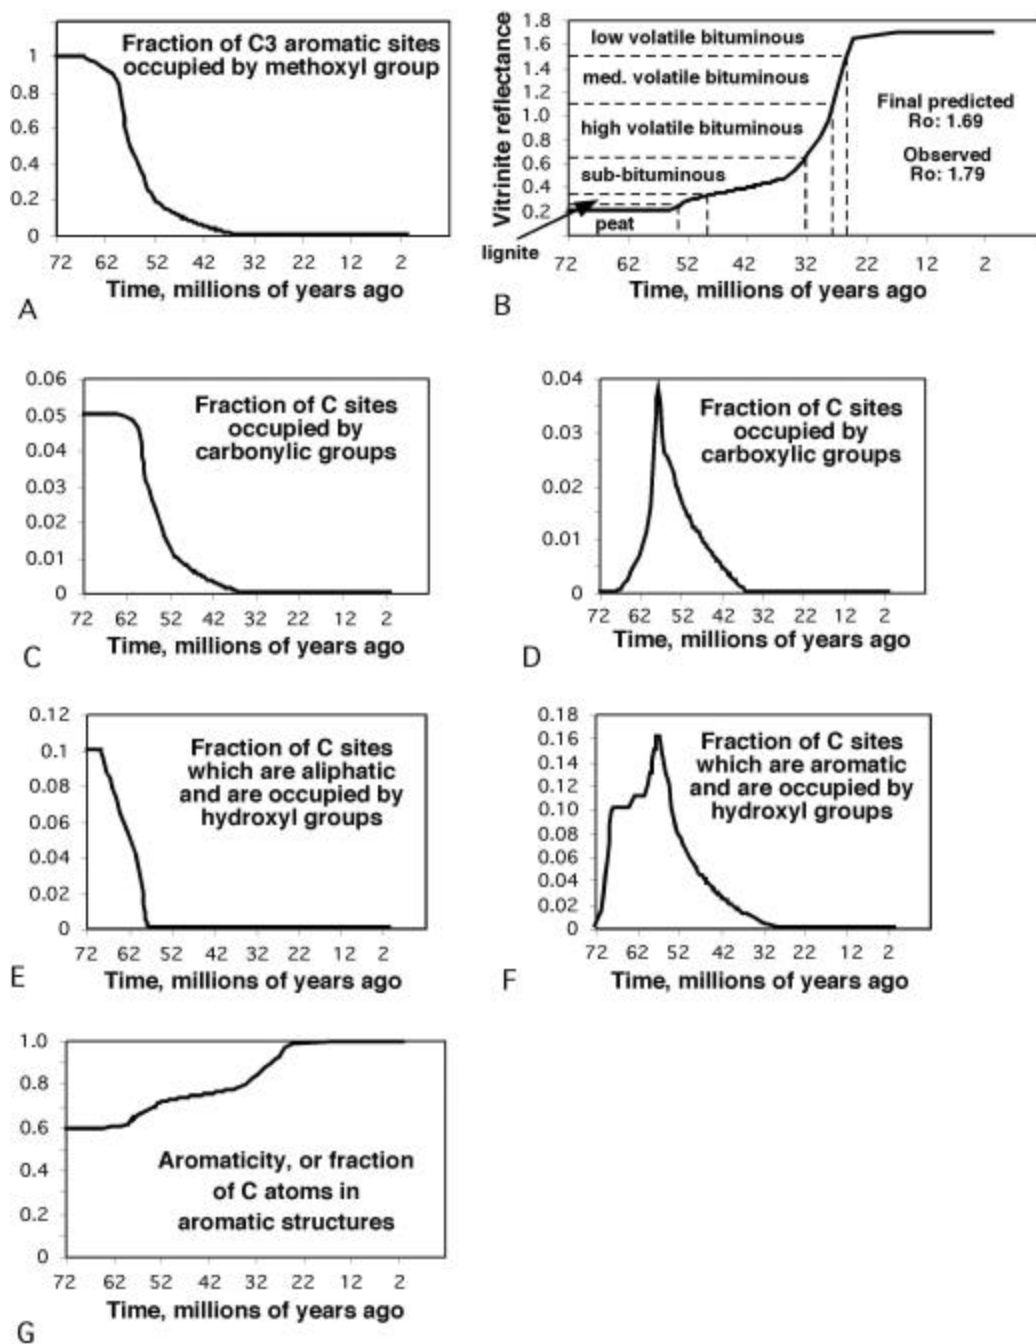 Fraction of C3 aromatic sites
occupied by methoxyl group
1
0.8
0.6
0.4
0.2
0
72 62 52 42 32 22 12 2
Time, millions of years ago
A
Vitrinite reflectance
1.8
1.6
1.4
1.2
1.0
0.8
0.6
0.4
0.2
low volatile bituminous
med. volatile bituminous
high volatile bituminous
sub-bituminous
peat
lignite
Final predicted
Ro: 1.69
Observed
Ro: 1.79
72 62 52 42 32 22 12 2
Time, millions of years ago
B
0.06
0.05
0.04
0.03
0.02
0.01
0
Fraction of C sites
occupied by
carbonylic groups
72 62 52 42 32 22 12 2
Time, millions of years ago
C
0.04
0.03
0.02
0.01
0
Fraction of C sites
occupied by
carboxylic groups
72 62 52 42 32 22 12 2
Time, millions of years ago
D
0.12
0.1
0.08
0.06
0.04
0.02
0
Fraction of C sites
which are aliphatic
and are occupied by
hydroxyl groups
72 62 52 42 32 22 12 2
Time, millions of years ago
E
0.18
0.16
0.14
0.12
0.10
0.08
0.06
0.04
0.02
0
Fraction of C sites
which are aromatic
and are occupied by
hydroxyl groups
72 62 52 42 32 22 12 2
Time, millions of years ago
F
1.0
0.8
0.6
0.4
0.2
0
Aromaticity, or fraction
of C atoms in
aromatic structures
72 62 52 42 32 22 12 2
Time, millions of years ago
G